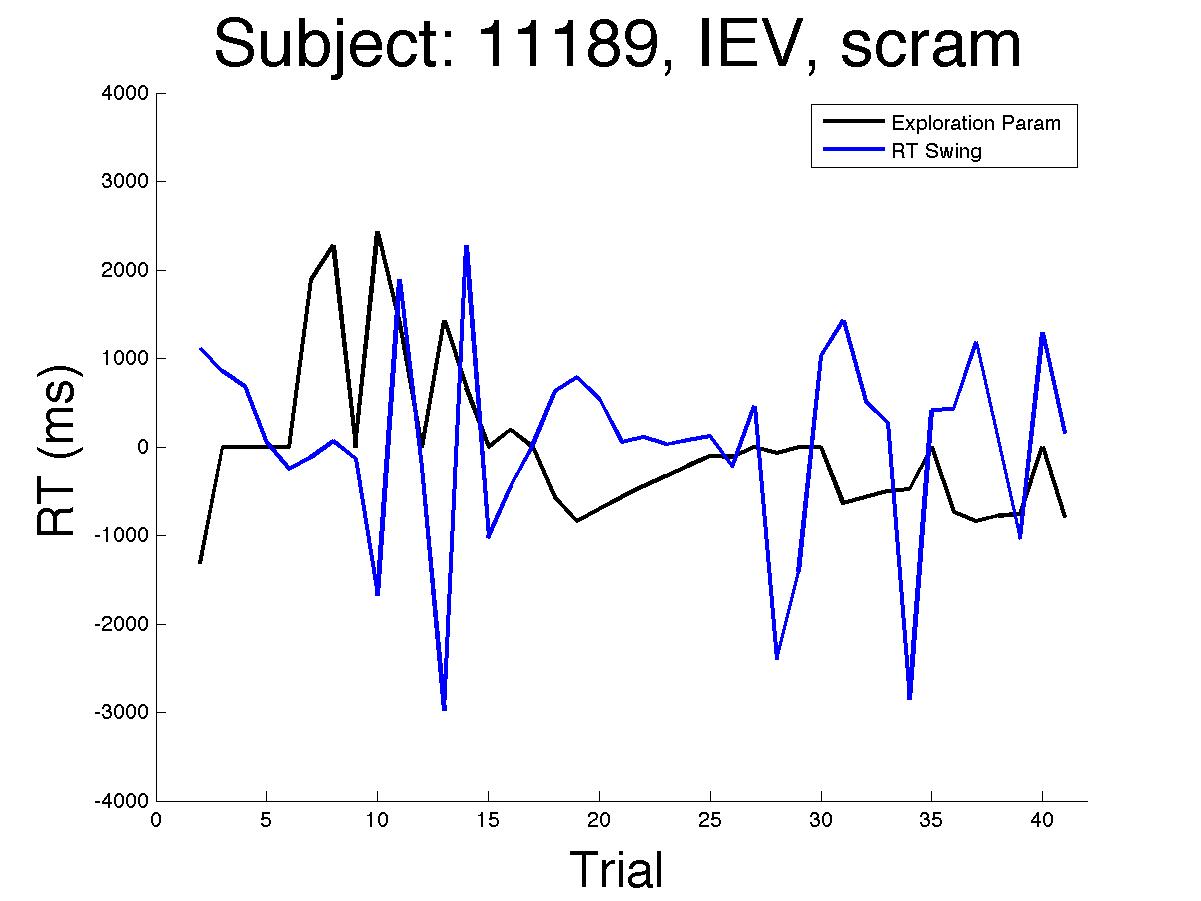 Subject: 11189, IEV, scram
4000
3000
2000
1000
0
-1000
-2000
-3000
-4000
RT (ms)
Exploration Param
RT Swing
0 5 10 15 20 25 30 35 40
Trial